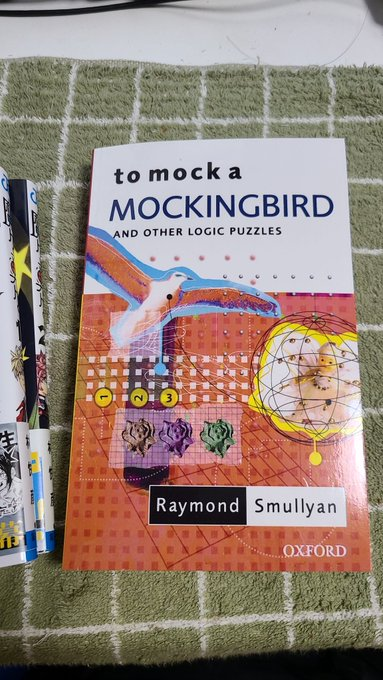 to mock a
MOCKINGBIRD
AND OTHER LOGIC PUZZLES
1
2
3
Raymond Smullyan
OXFORD